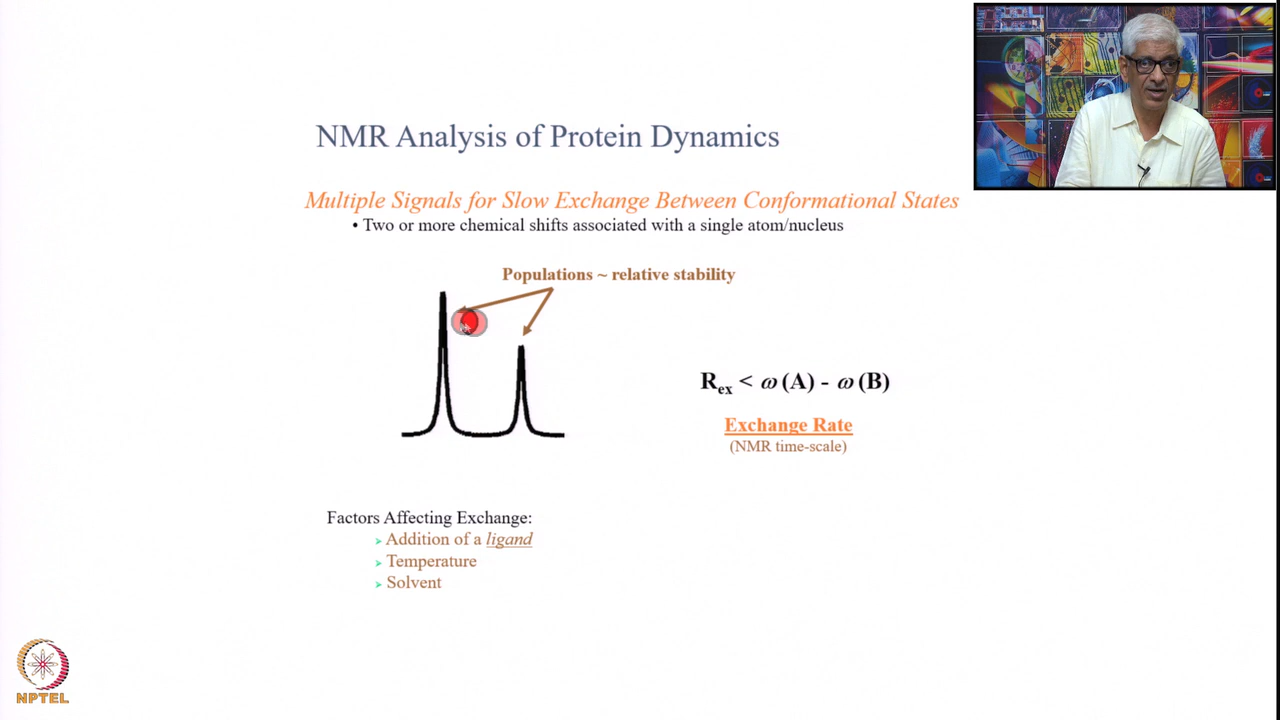 NMR Analysis of Protein Dynamics
Multiple Signals for Slow Exchange Between Conformational States
• Two or more chemical shifts associated with a single atom/nucleus
Populations ~ relative stability
Rex < ω (A) - ω (B)
Exchange Rate
(NMR time-scale)
Factors Affecting Exchange:
➢ Addition of a ligand
➢ Temperature
➢ Solvent
NPTEL